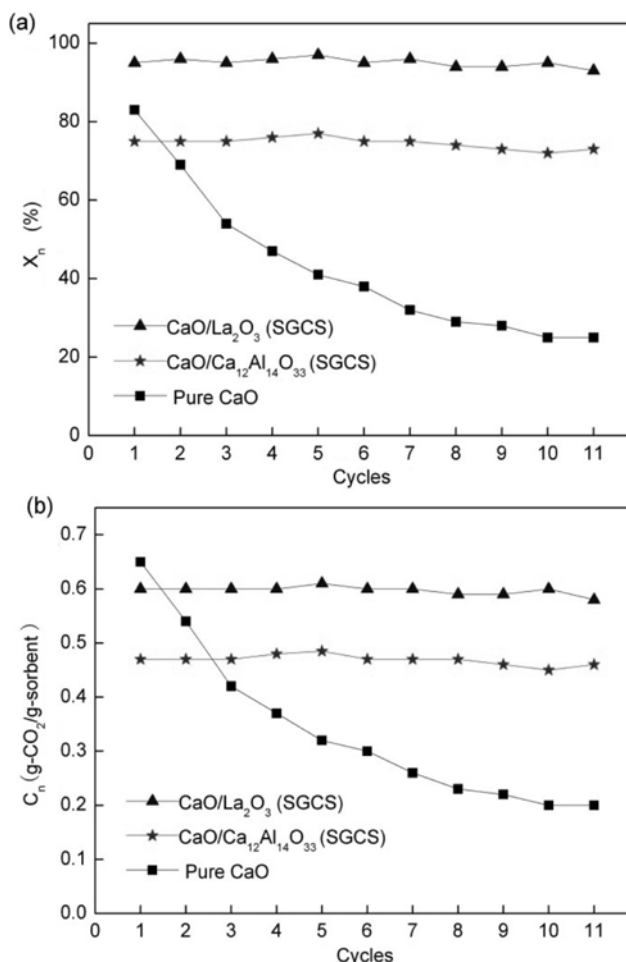 (a)
100
80
60
40
20
0
Xn (%)
CaO/La2O3 (SGCS)
CaO/Ca12Al14O33 (SGCS)
Pure CaO
0 1 2 3 4 5 6 7 8 9 10 11
Cycles
(b)
0.7
0.6
0.5
0.4
0.3
0.2
0.1
0.0
Cn (g-CO2/g-sorbent)
CaO/La2O3 (SGCS)
CaO/Ca12Al14O33 (SGCS)
Pure CaO
0 1 2 3 4 5 6 7 8 9 10 11
Cycles